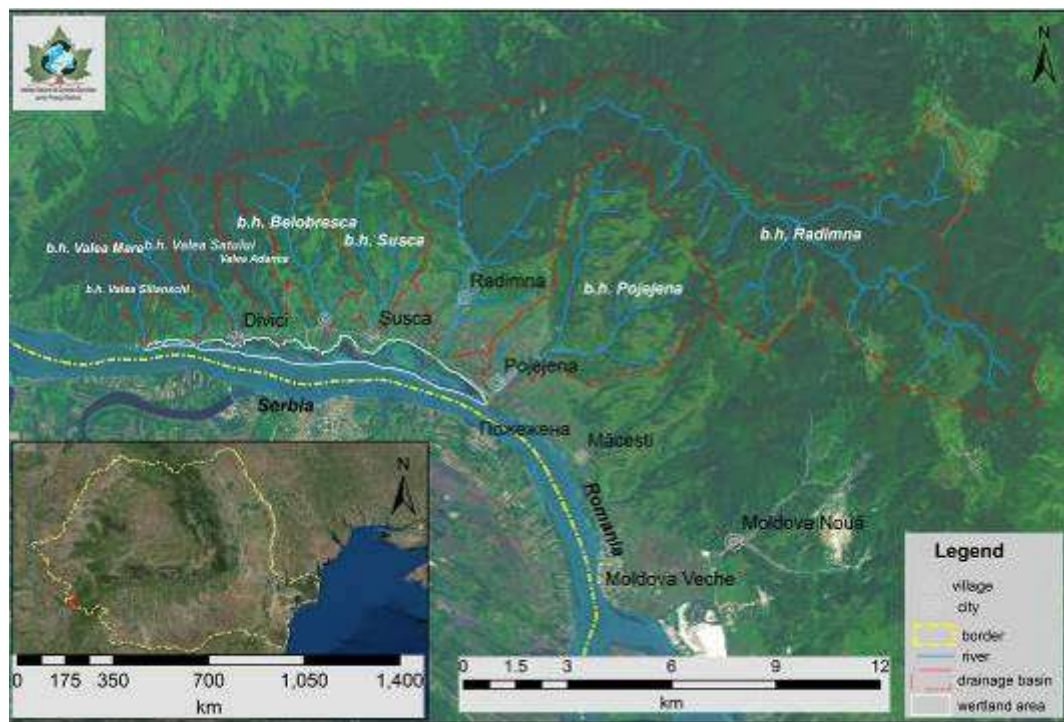 N
b.h. Belobresca
b.h. Valea Mare
b.h. Valea Satului
b.h. Susca
Valea Adanca
b.h. Radimna
Radimna
b.h. Pojejena
Divici
Susca
Pojejena
Serbia
Пожежена
Măcești
Romania
Moldova Nouă
Moldova Veche
N
0 175 350 700 1,050 1,400
km
0 1.5 3 6 9 12
km
Legend
village
city
border
river
drainage basin
wertland area